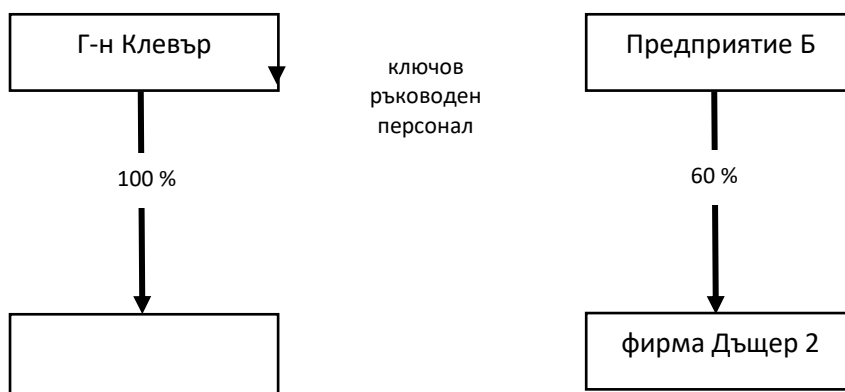 Г-н Клевър
Предприятие Б
ключов
ръководен
персонал
100 %
60 %
фирма Дъщер 2